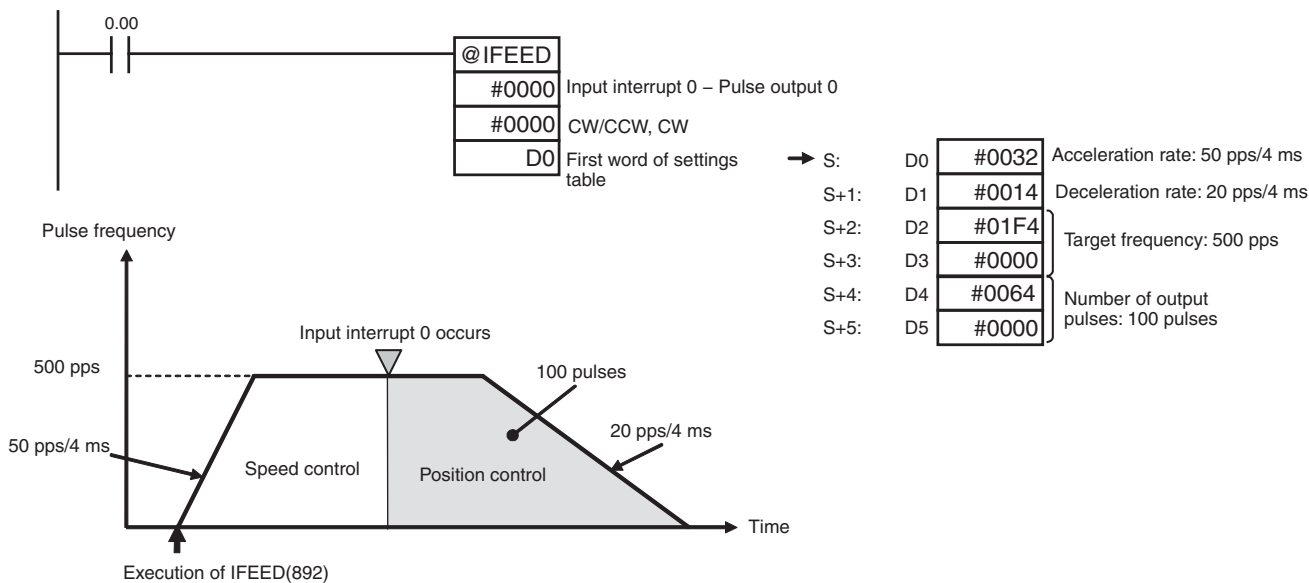 0.00
@IFEED
#0000 Input interrupt 0 – Pulse output 0
#0000 CW/CCW, CW
D0 First word of settings
table
S: D0 #0032 Acceleration rate: 50 pps/4 ms
S+1: D1 #0014 Deceleration rate: 20 pps/4 ms
S+2: D2 #01F4
Target frequency: 500 pps
S+3: D3 #0000
S+4: D4 #0064
Number of output
pulses: 100 pulses
S+5: D5 #0000
Pulse frequency
Input interrupt 0 occurs
500 pps
100 pulses
50 pps/4 ms
20 pps/4 ms
Speed control
Position control
Time
Execution of IFEED(892)